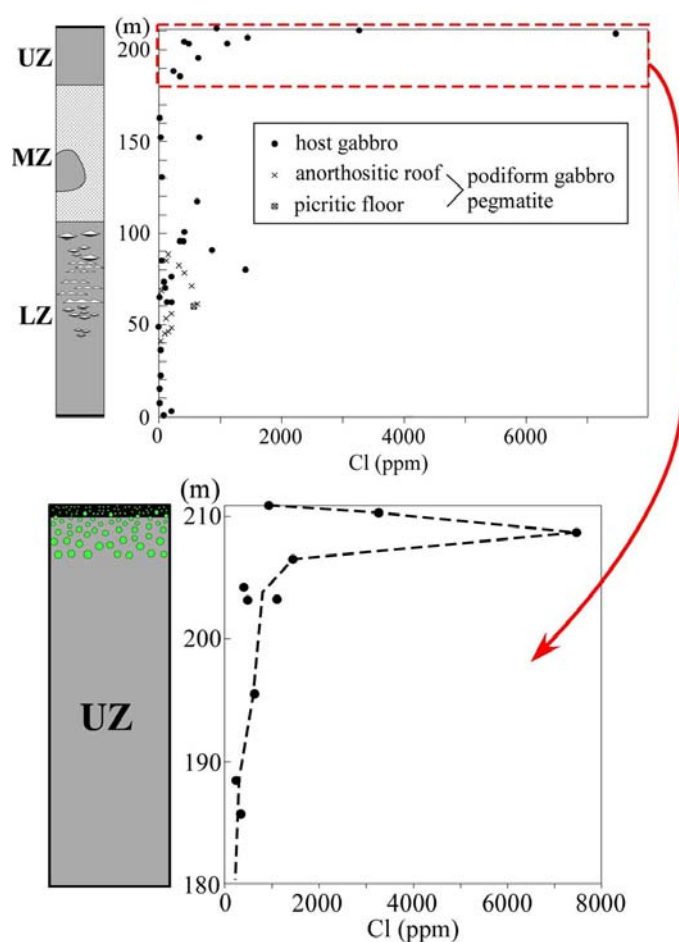 (m)
UZ
MZ
LZ
200
150
100
50
0
host gabbro
anorthositic roof
picritic floor
podiform gabbro
pegmatite
0 2000 4000 6000
Cl (ppm)
(m)
UZ
210
200
190
180
0 2000 4000 6000 8000
Cl (ppm)